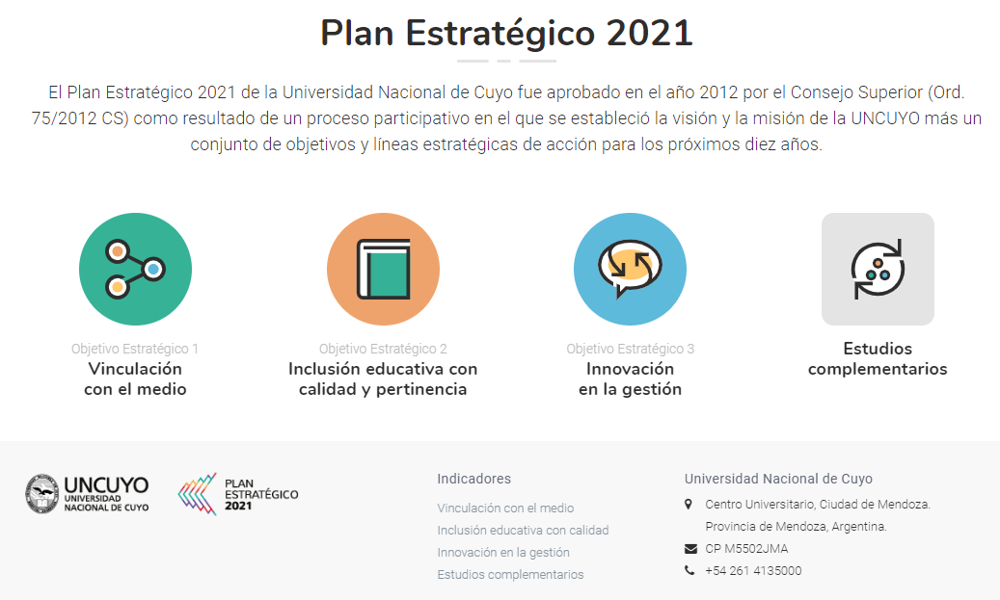 Plan Estratégico 2021
El Plan Estratégico 2021 de la Universidad Nacional de Cuyo fue aprobado en el año 2012 por el Consejo Superior (Ord.
75/2012 CS) como resultado de un proceso participativo en el que se estableció la visión y la misión de la UNCUYO más un
conjunto de objetivos y líneas estratégicas de acción para los próximos diez años.
Objetivo Estratégico 1
Vinculación
con el medio
Objetivo Estratégico 2
Inclusión educativa con
calidad y pertinencia
Objetivo Estratégico 3
Innovación
en la gestión
Estudios
complementarios
UNCUYO
UNIVERSIDAD
NACIONAL DE CUYO
PLAN
ESTRATÉGICO
2021
Indicadores
Vinculación con el medio
Inclusión educativa con calidad
Innovación en la gestión
Estudios complementarios
Universidad Nacional de Cuyo
Centro Universitario, Ciudad de Mendoza.
Provincia de Mendoza, Argentina.
CP M5502JMA
+54 261 4135000